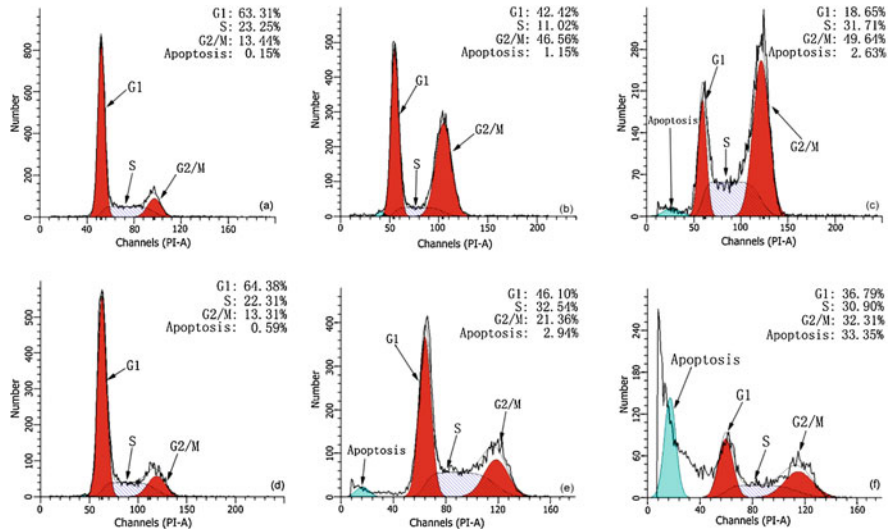 G1: 63.31%
S: 23.25%
G2/M: 13.44%
Apoptosis: 0.15%
800
600
400
200
0
Number
G1
S
G2/M
(a)
0 40 80 120 160
Channels (PI-A)
G1: 42.42%
S: 11.02%
G2/M: 46.56%
Apoptosis: 1.15%
500
400
300
200
100
0
Number
G1
S
G2/M
(b)
0 50 100 150 200
Channels (PI-A)
G1: 18.65%
S: 31.71%
G2/M: 49.64%
Apoptosis: 2.63%
280
210
140
70
0
Number
Apoptosis
G1
S
G2/M
(c)
0 50 100 150 200
Channels (PI-A)
G1: 64.38%
S: 22.31%
G2/M: 13.31%
Apoptosis: 0.59%
500
400
300
200
100
0
Number
G1
S
G2/M
(d)
0 50 100 150 200
Channels (PI-A)
G1: 46.10%
S: 32.54%
G2/M: 21.36%
Apoptosis: 2.94%
400
300
200
100
0
Number
Apoptosis
G1
S
G2/M
(e)
0 40 80 120 160
Channels (PI-A)
G1: 36.79%
S: 30.90%
G2/M: 32.31%
Apoptosis: 33.35%
240
180
120
60
0
Number
Apoptosis
G1
S
G2/M
(f)
0 40 80 120 160
Channels (PI-A)